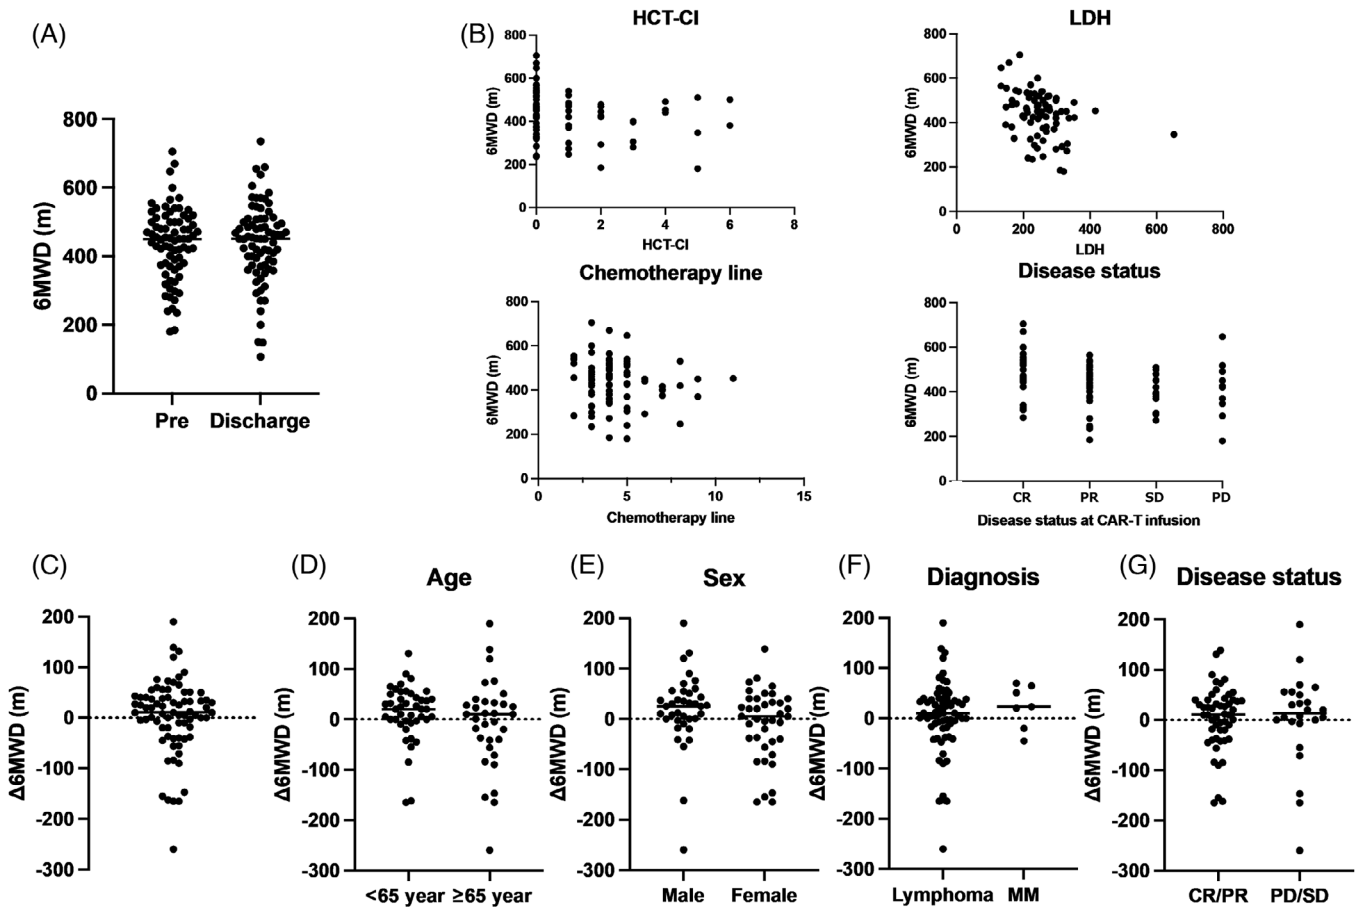 (A)
6MWD (m)
800
600
400
200
0
Pre Discharge
(B)
HCT-CI
6MWD (m)
800
600
400
200
0
0 2 4 6 8
HCT-CI
LDH
6MWD (m)
800
600
400
200
0
0 200 400 600 800
LDH
Chemotherapy line
6MWD (m)
800
600
400
200
0
0 5 10 15
Chemotherapy line
Disease status
6MWD (m)
800
600
400
200
0
CR PR SD PD
Disease status at CAR-T infusion
(C)
Δ6MWD (m)
200
100
0
-100
-200
-300
(D)
Age
Δ6MWD (m)
200
100
0
-100
-200
-300
<65 year ≥65 year
(E)
Sex
Δ6MWD (m)
200
100
0
-100
-200
-300
Male Female
(F)
Diagnosis
Δ6MWD (m)
200
100
0
-100
-200
-300
Lymphoma MM
(G)
Disease status
Δ6MWD (m)
200
100
0
-100
-200
-300
CR/PR PD/SD